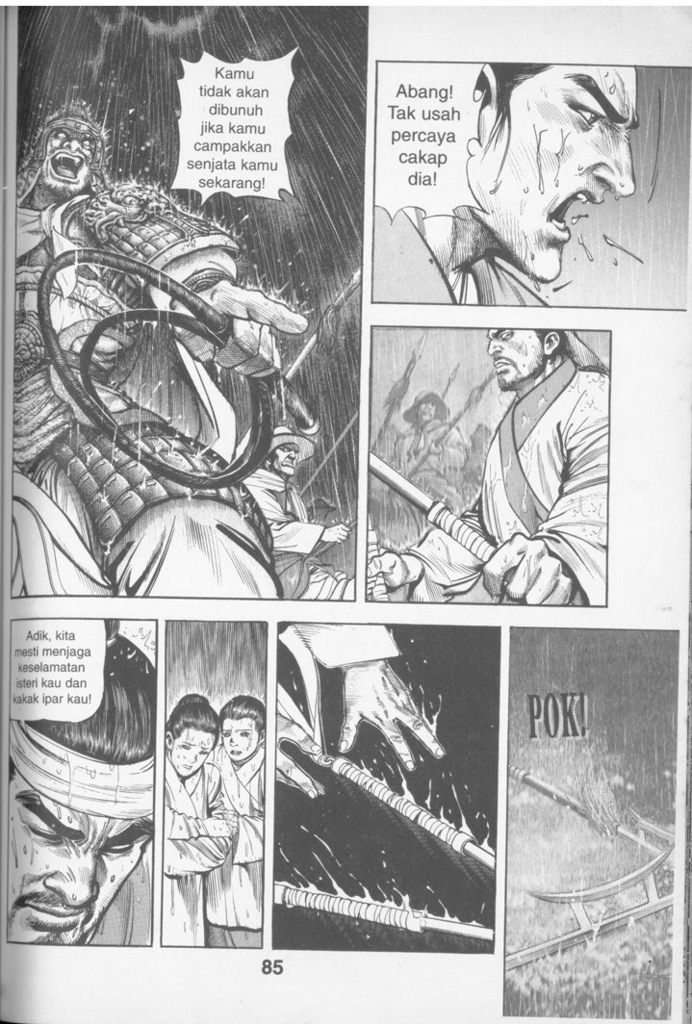 Kamu
tidak akan
dibunuh
jika kamu
campakkan
senjata kamu
sekarang!
Abang!
Tak usah
percaya
cakap
dia!
Adik, kita
mesti menjaga
keselamatan
isteri kau dan
kakak ipar kau!
POK!
85